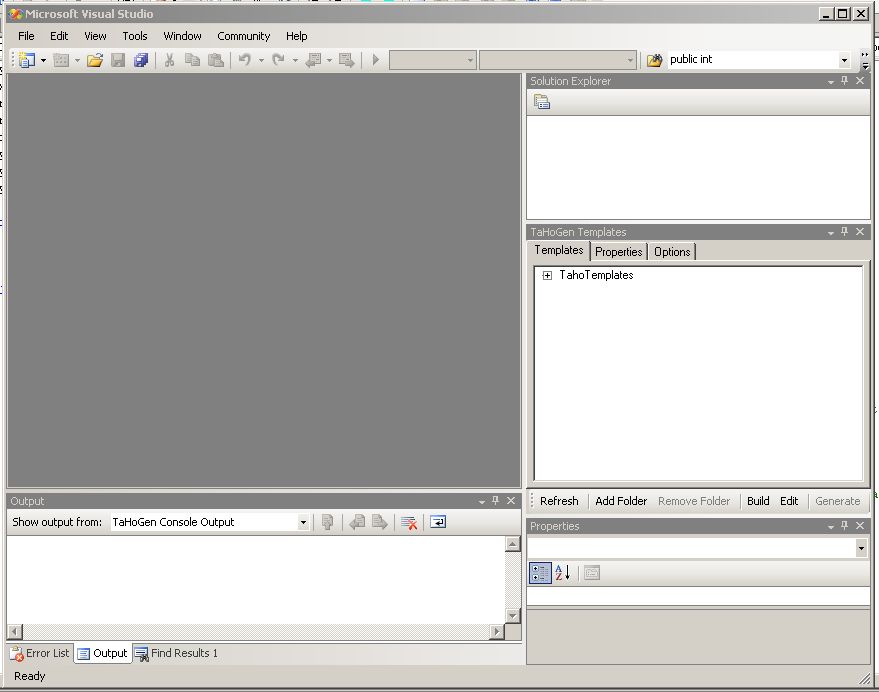 Microsoft Visual Studio
File Edit View Tools Window Community Help
public int
Solution Explorer
TaHoGen Templates
Templates Properties Options
TahoTemplates
Refresh Add Folder Remove Folder Build Edit Generate
Output
Show output from: TaHoGen Console Output
Properties
Error List Output Find Results 1
Ready